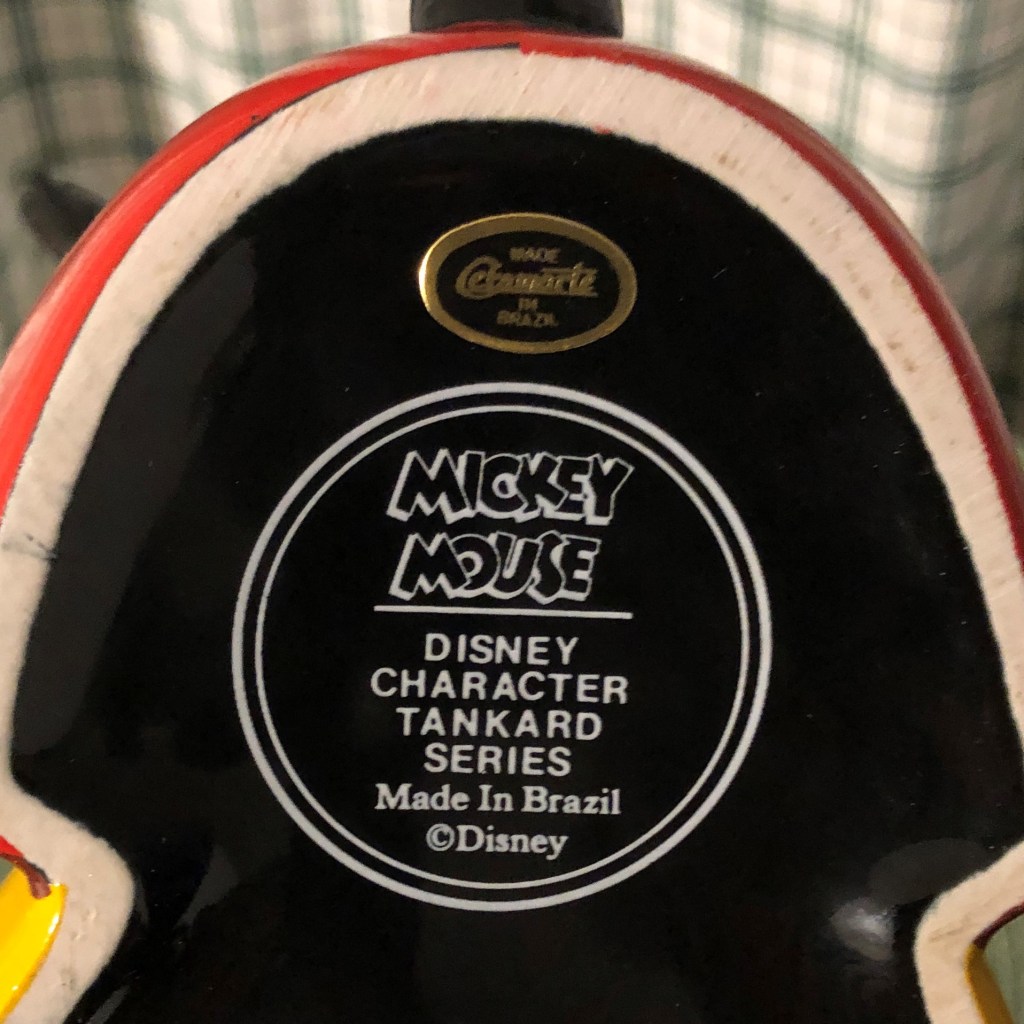 MADE
Ceramarte
IN
BRAZIL
MICKEY
MOUSE
DISNEY
CHARACTER
TANKARD
SERIES
Made In Brazil
©Disney